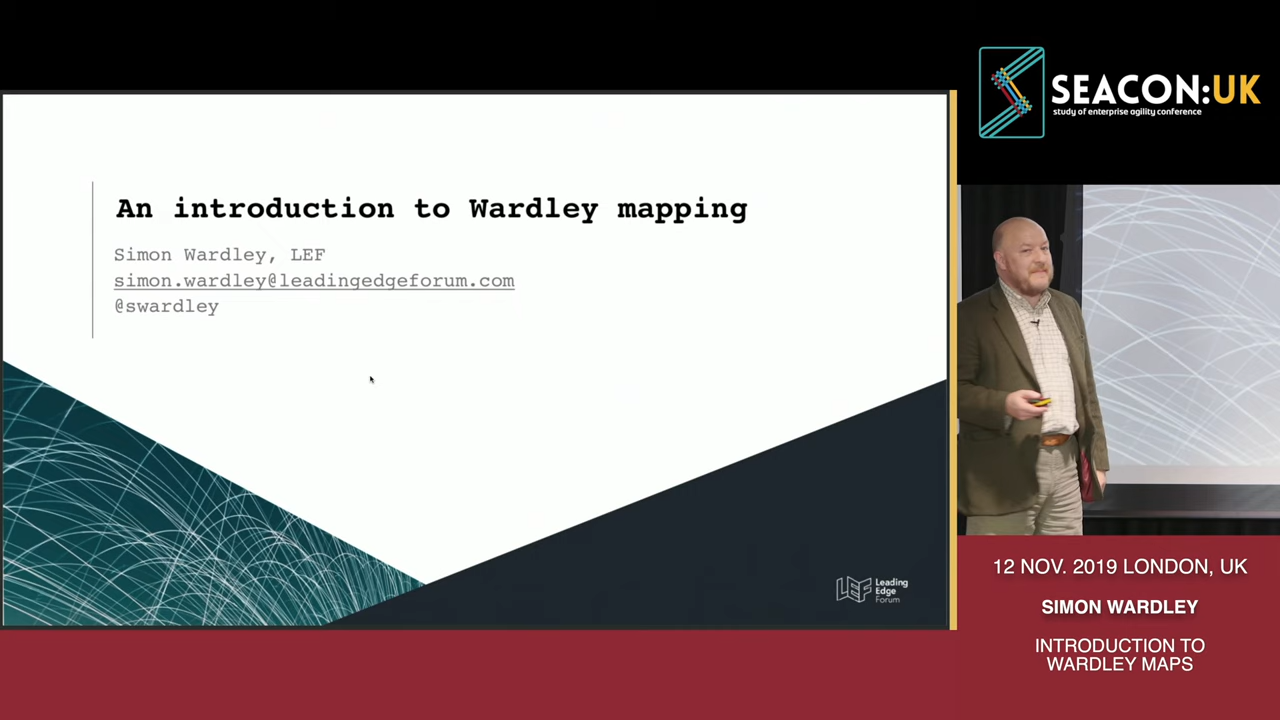 An introduction to Wardley mapping
Simon Wardley, LEF
simon.wardley@leadingedgeforum.com
@swardley
LEF
Leading
Edge
Forum
SEACON:UK
study of enterprise agility conference
12 NOV. 2019 LONDON, UK
SIMON WARDLEY
INTRODUCTION TO
WARDLEY MAPS